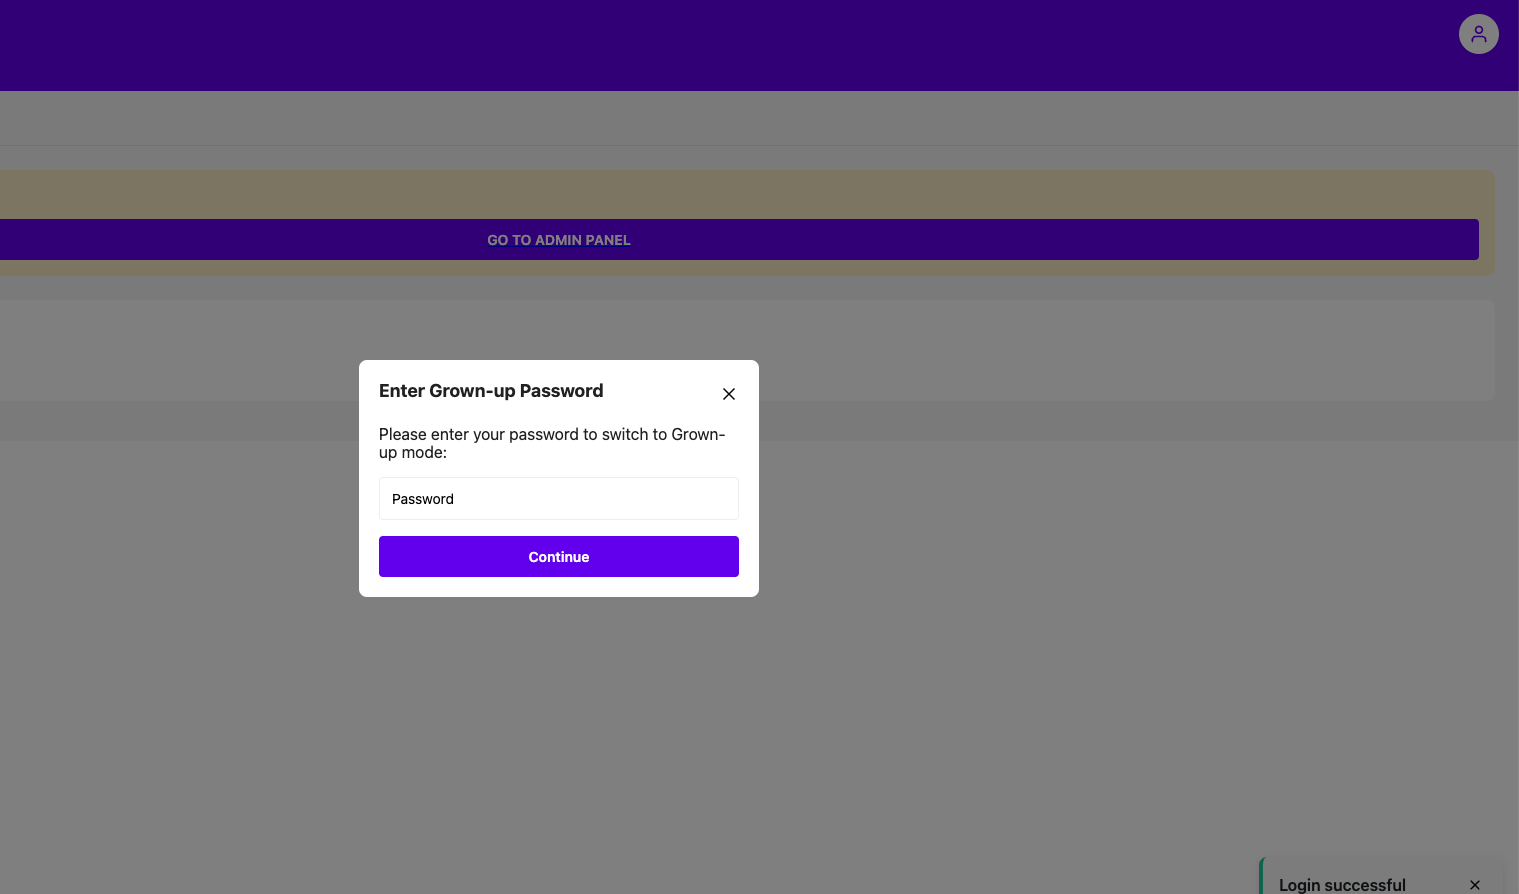 GO TO ADMIN PANEL
Enter Grown-up Password
Please enter your password to switch to Grown-
up mode:
Password
Continue
Login successful